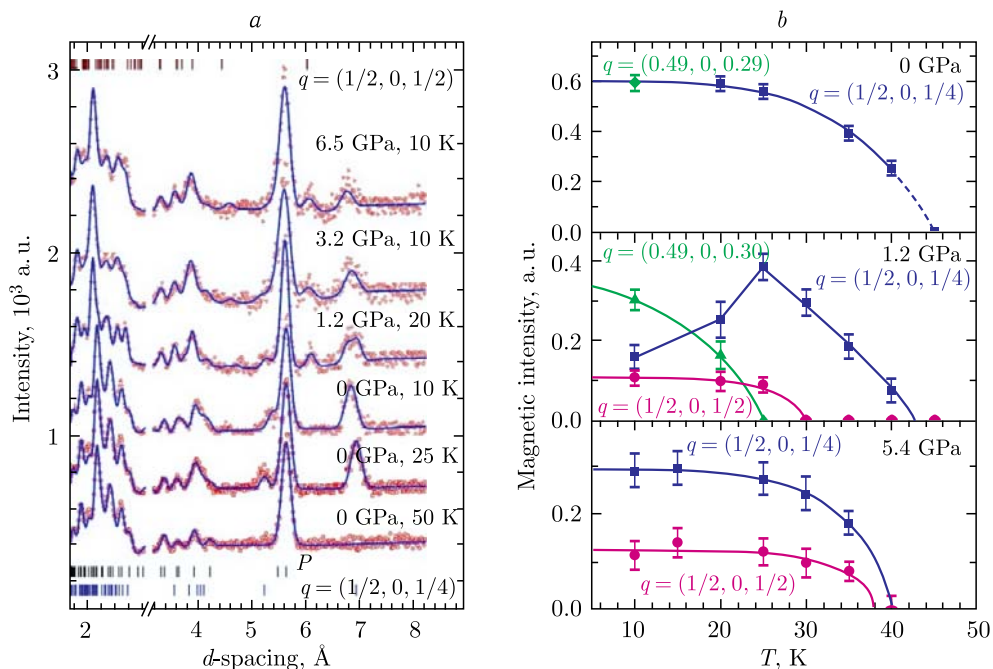 a
3
q = (1/2, 0, 1/2)
6.5 GPa, 10 K
2
3.2 GPa, 10 K
1.2 GPa, 20 K
0 GPa, 10 K
1
0 GPa, 25 K
0 GPa, 50 K
P
q = (1/2, 0, 1/4)
2 4 5 6 7 8
Intensity, 10³ a. u.
d-spacing, Å
b
q = (0.49, 0, 0.29)
0 GPa
0.6
q = (1/2, 0, 1/4)
0.4
0.2
0.0
q = (0.49, 0, 0.30)
1.2 GPa
0.4
q = (1/2, 0, 1/4)
0.2
q = (1/2, 0, 1/2)
0.0
q = (1/2, 0, 1/4)
5.4 GPa
0.2
q = (1/2, 0, 1/2)
0.0
10 20 30 40 50
Magnetic intensity, a. u.
T, K